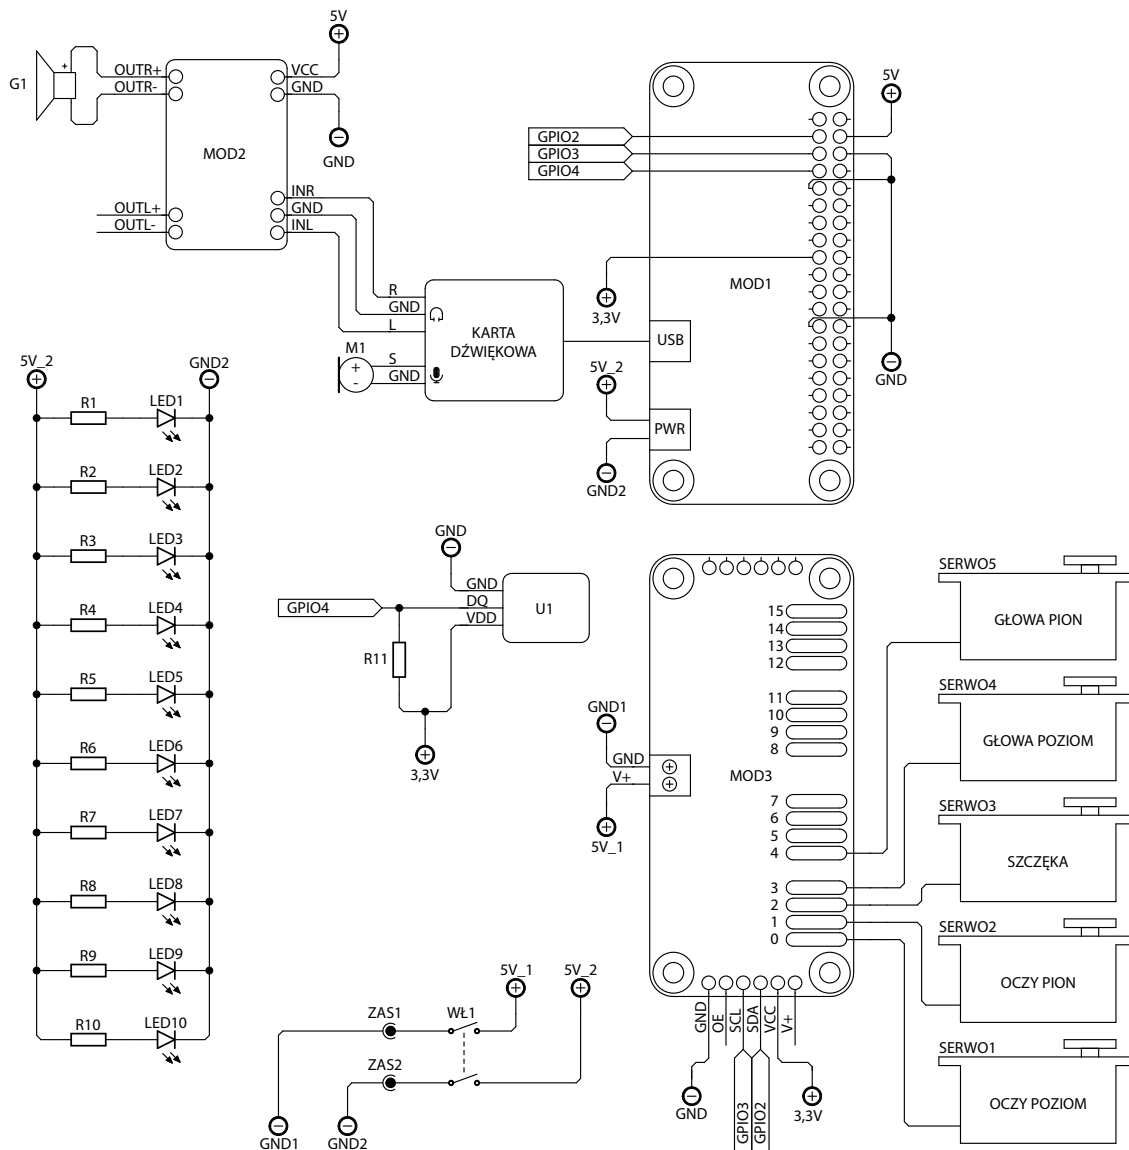 5V
G1
+
OUTR+
OUTR-
VCC
GND
MOD2
GND
OUTL+
OUTL-
INR
GND
INL
R
GND
L
KARTA
DŹWIĘKOWA
M1
+
-
S
GND
5V
GPIO2
GPIO3
GPIO4
MOD1
3,3V
USB
5V_2
PWR
GND2
GND
5V_2
GND2
R1
LED1
R2
LED2
R3
LED3
R4
LED4
R5
LED5
R6
LED6
R7
LED7
R8
LED8
R9
LED9
R10
LED10
GND
GPIO4
GND
DQ
VDD
U1
R11
3,3V
GND1
GND
V+
5V_1
MOD3
15
14
13
12
11
10
9
8
7
6
5
4
3
2
1
0
GND
OE
SCL
SDA
VCC
V+
GND
GPIO3
GPIO2
3,3V
SERWO5
GŁOWA PION
SERWO4
GŁOWA POZIOM
SERWO3
SZCZĘKA
SERWO2
OCZY PION
SERWO1
OCZY POZIOM
5V_1
5V_2
ZAS1
WŁ1
ZAS2
GND1
GND2